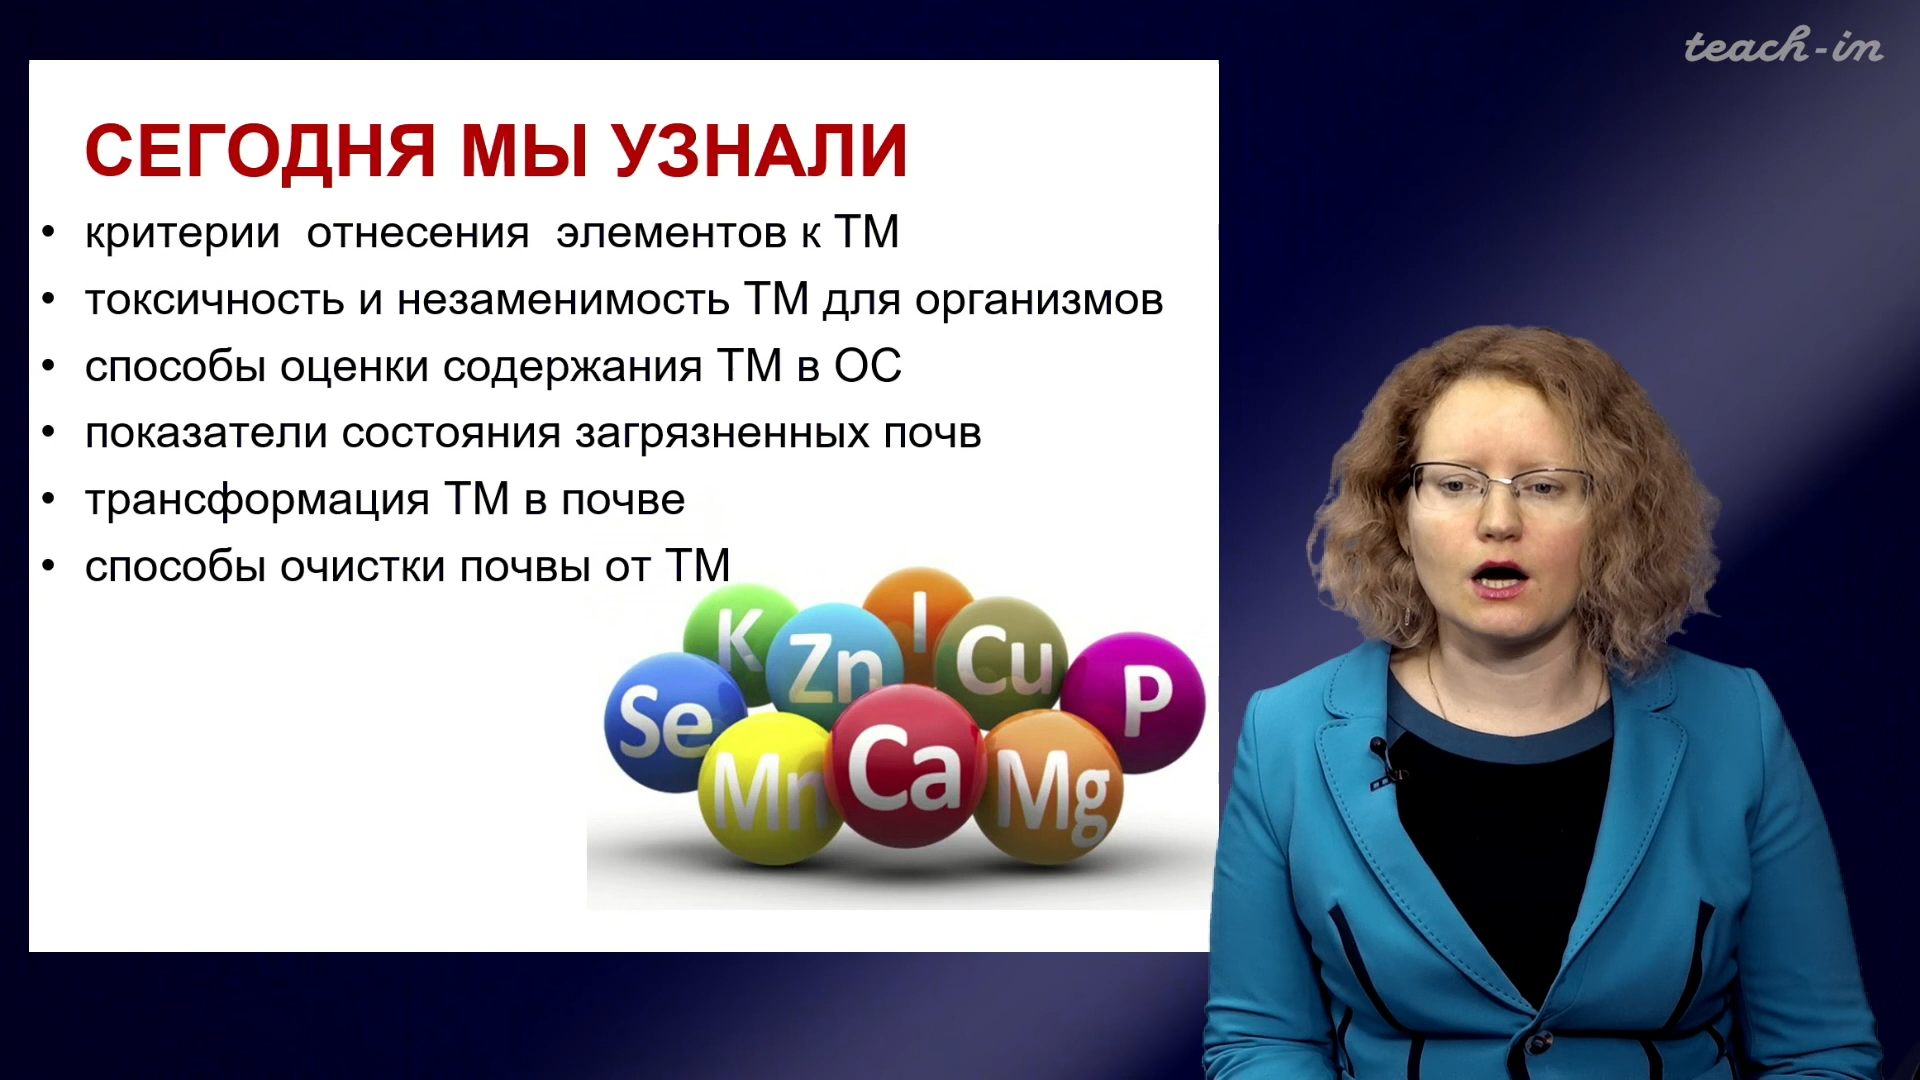 teach-in
СЕГОДНЯ МЫ УЗНАЛИ
• критерии отнесения элементов к ТМ
• токсичность и незаменимость ТМ для организмов
• способы оценки содержания ТМ в ОС
• показатели состояния загрязненных почв
• трансформация ТМ в почве
• способы очистки почвы от ТМ
K Zn I Cu P
Se Mn Ca Mg